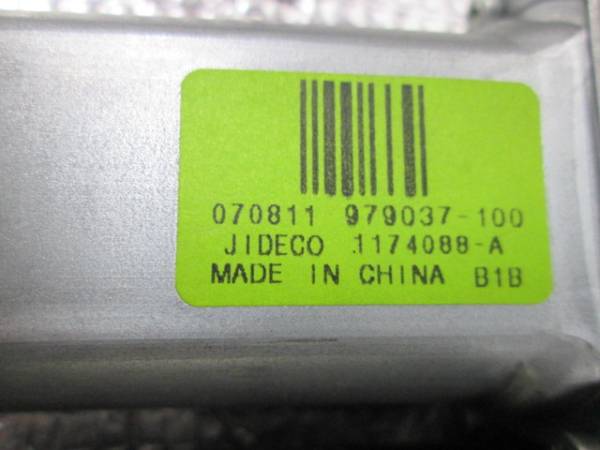 070811 979037-100
JIDECO 1174088-A
MADE IN CHINA B1B